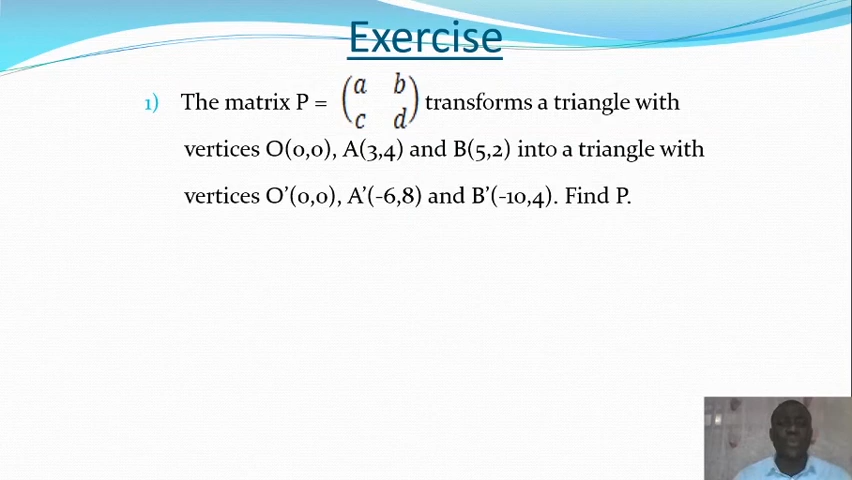 Exercise
1) The matrix P = (a b
c d) transforms a triangle with
vertices O(0,0), A(3,4) and B(5,2) into a triangle with
vertices O’(0,0), A’(-6,8) and B’(-10,4). Find P.